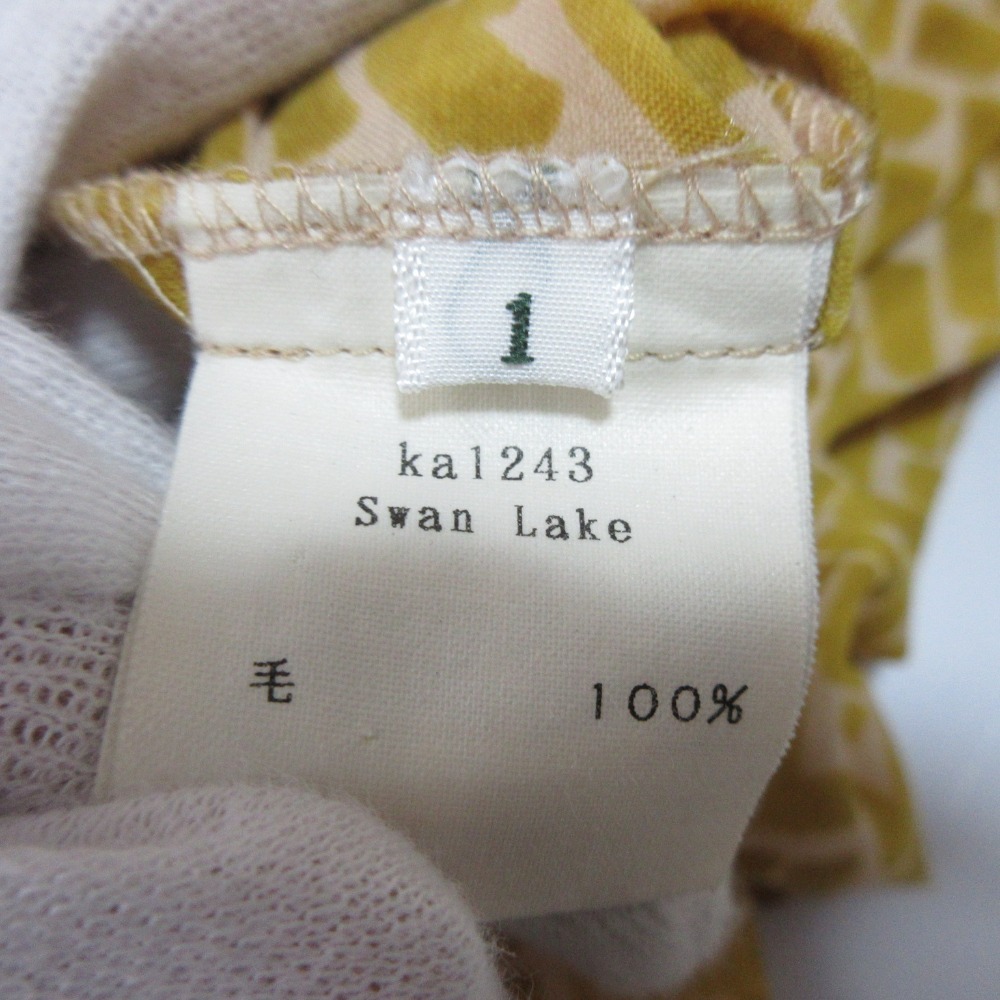 1
ka1243
Swan Lake
毛 100%